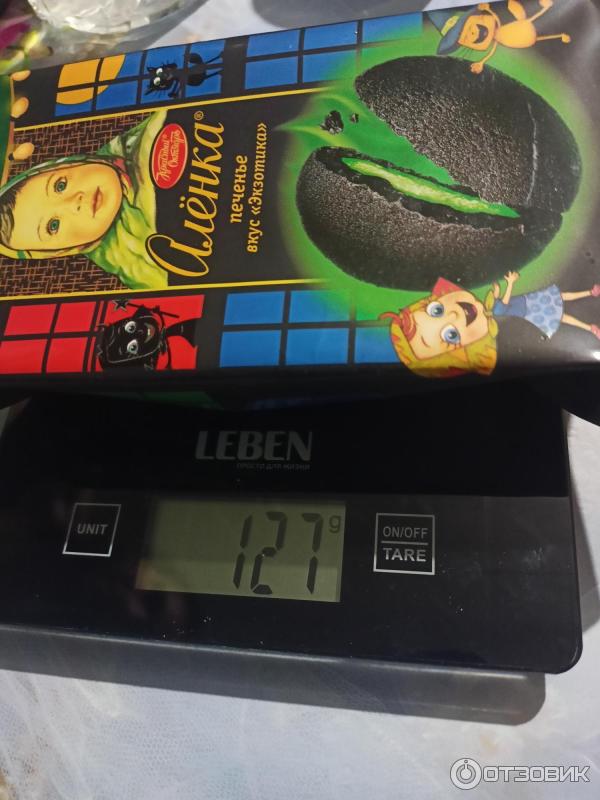 Красный
Октябрь
Алёнка®
печенье
вкус «Экзотика»
LEBEN
ПРОСТО ДЛЯ ЖИЗНИ
UNIT
127 g
ON/OFF
TARE
ОТЗОВИК